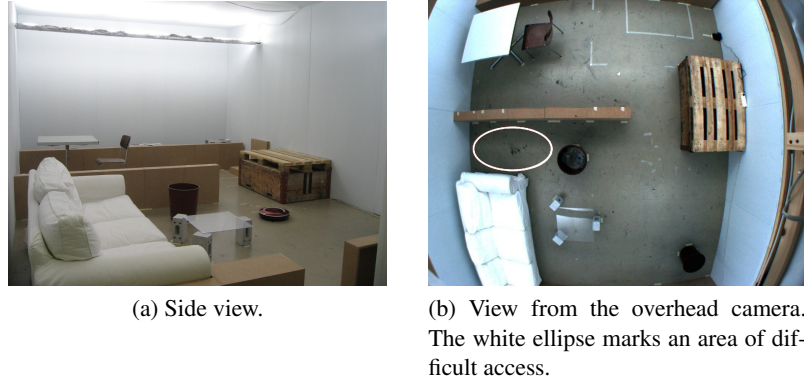 (a) Side view.
(b) View from the overhead camera.
The white ellipse marks an area of dif-
ficult access.